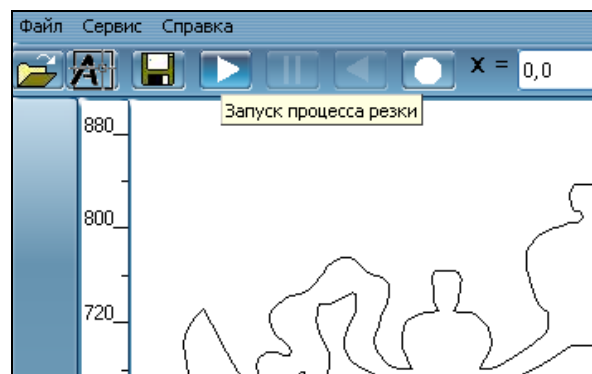 Файл Сервис Справка
A
X = 0,0
Запуск процесса резки
880
800
720